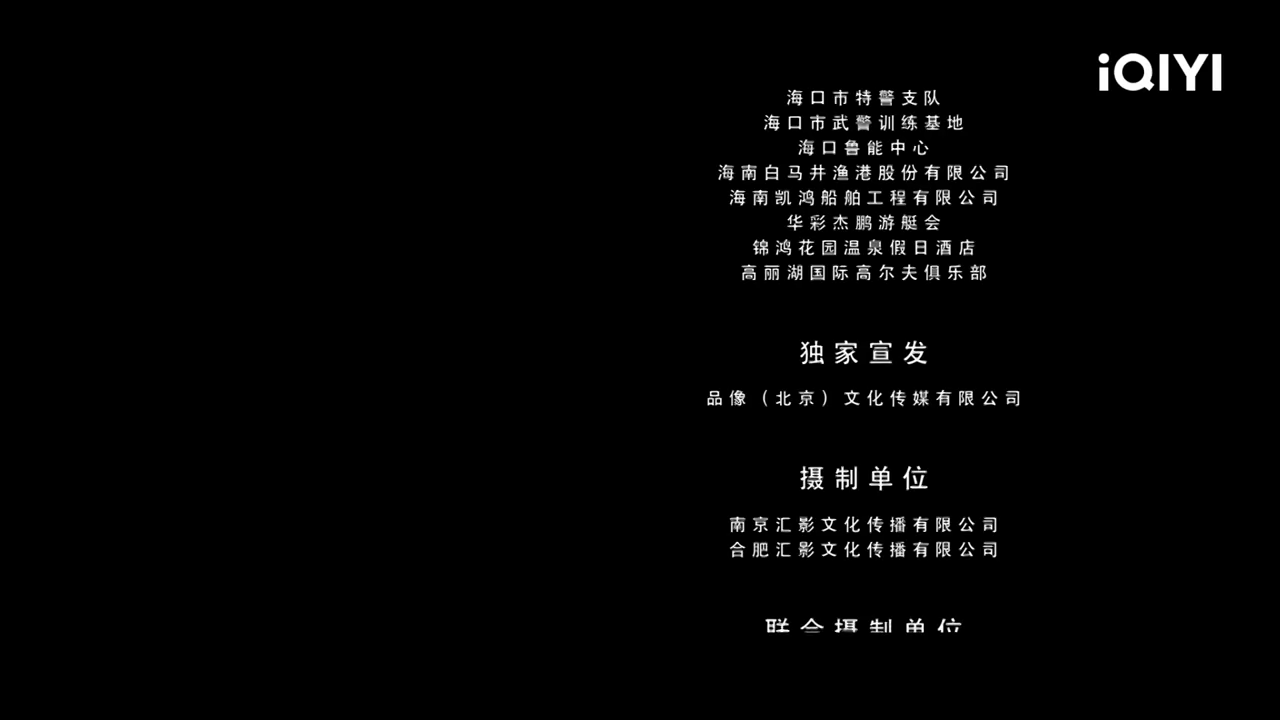 iQIYI
海口市特警支队
海口市武警训练基地
海口鲁能中心
海南白马井渔港股份有限公司
海南凯鸿船舶工程有限公司
华彩杰鹏游艇会
锦鸿花园温泉假日酒店
高丽湖国际高尔夫俱乐部
独家宣发
品像（北京）文化传媒有限公司
摄制单位
南京汇影文化传播有限公司
合肥汇影文化传播有限公司
联合摄制单位